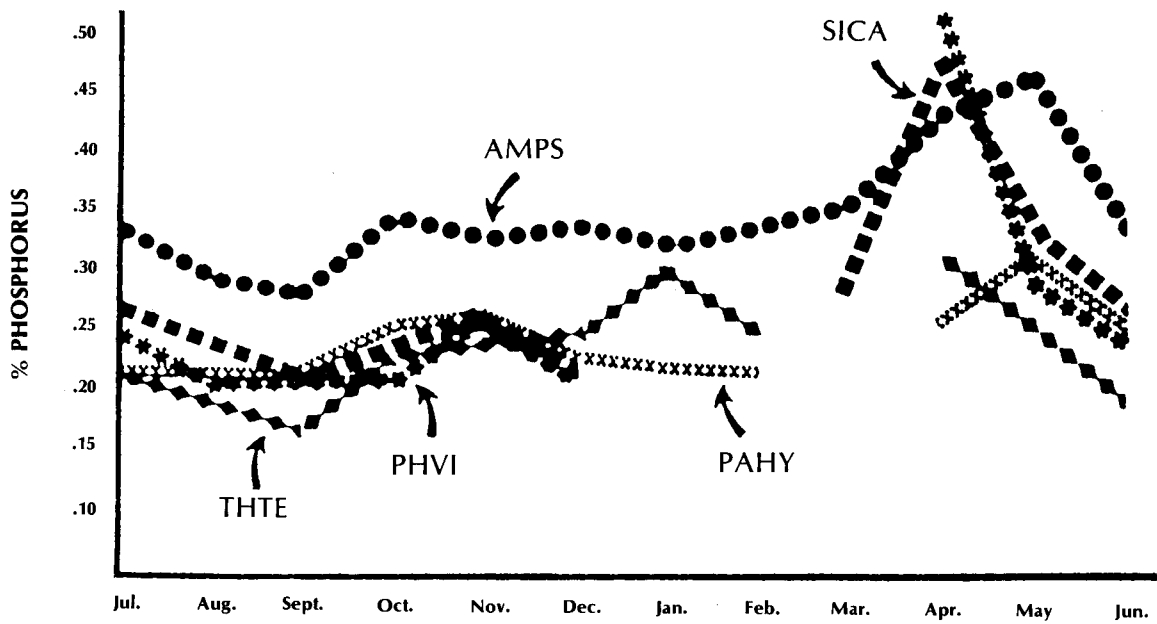 % PHOSPHORUS
.50
.45
.40
.35
.30
.25
.20
.15
.10
SICA
AMPS
PHVI
PAHY
THTE
Jul. Aug. Sept. Oct. Nov. Dec. Jan. Feb. Mar. Apr. May Jun.